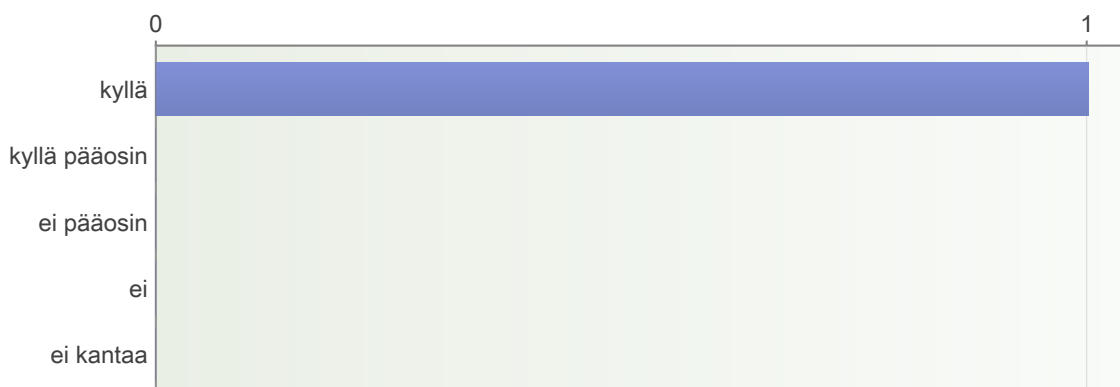 0 1
kyllä
kyllä pääosin
ei pääosin
ei
ei kantaa